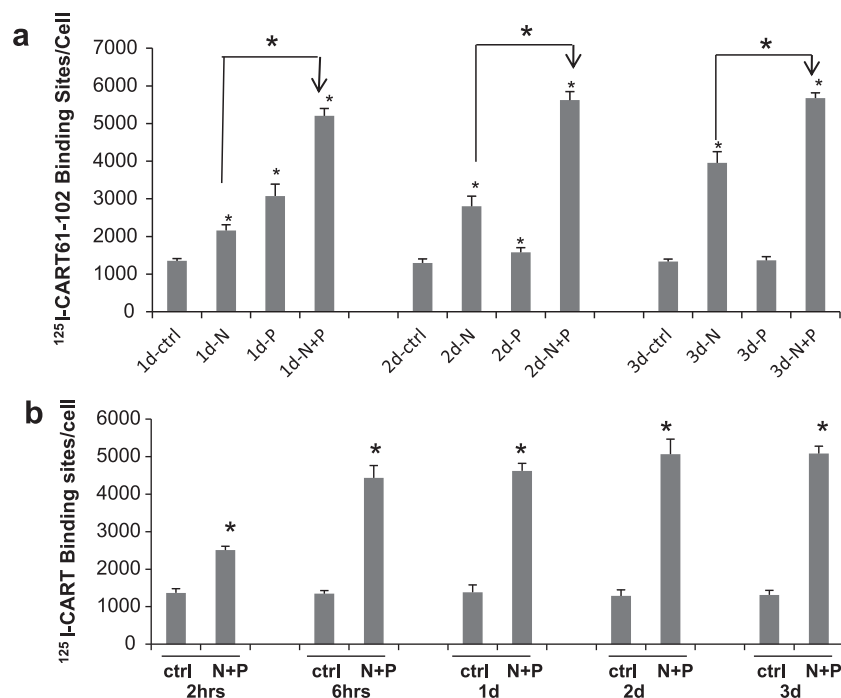 a
¹²⁵I-CART61-102 Binding Sites/Cell
7000
6000
5000
4000
3000
2000
1000
0
* * *
* * * * * * * *
1d-ctrl 1d-N 1d-P 1d-N+P 2d-ctrl 2d-N 2d-P 2d-N+P 3d-ctrl 3d-N 3d-P 3d-N+P
b
¹²⁵I-CART Binding sites/cell
6000
5000
4000
3000
2000
1000
0
* * * * *
ctrl N+P ctrl N+P ctrl N+P ctrl N+P ctrl N+P
2hrs 6hrs 1d 2d 3d